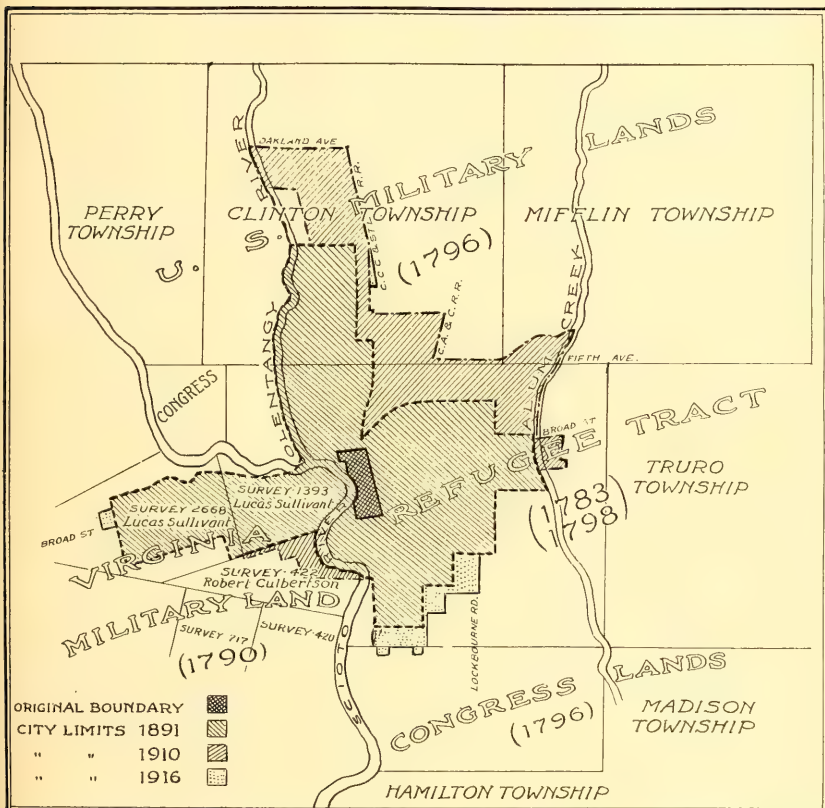 OAKLAND AVE
PERRY
TOWNSHIP
CLINTON TOWNSHIP
MIFFLIN TOWNSHIP
U. S. MILITARY LANDS
(1796)
C. C. C. & ST. L. R. R.
C. A. & C. R. R.
OLENTANGY RIVER
ALUM CREEK
FIFTH AVE.
CONGRESS
BROAD ST
REFUGEE TRACT
TRURO
TOWNSHIP
(1783
1798)
SURVEY-1393
Lucas Sullivant
SURVEY 2668
Lucas Sullivant
BROAD ST
VIRGINIA
MILITARY LAND
(1790)
SURVEY-422
Robert Culbertson
SURVEY 717
SURVEY-420
SCIOTO RIVER
LOCKBOURNE RD.
CONGRESS LANDS
(1796)
MADISON
TOWNSHIP
HAMILTON TOWNSHIP
ORIGINAL BOUNDARY
CITY LIMITS 1891
" " 1910
" " 1916